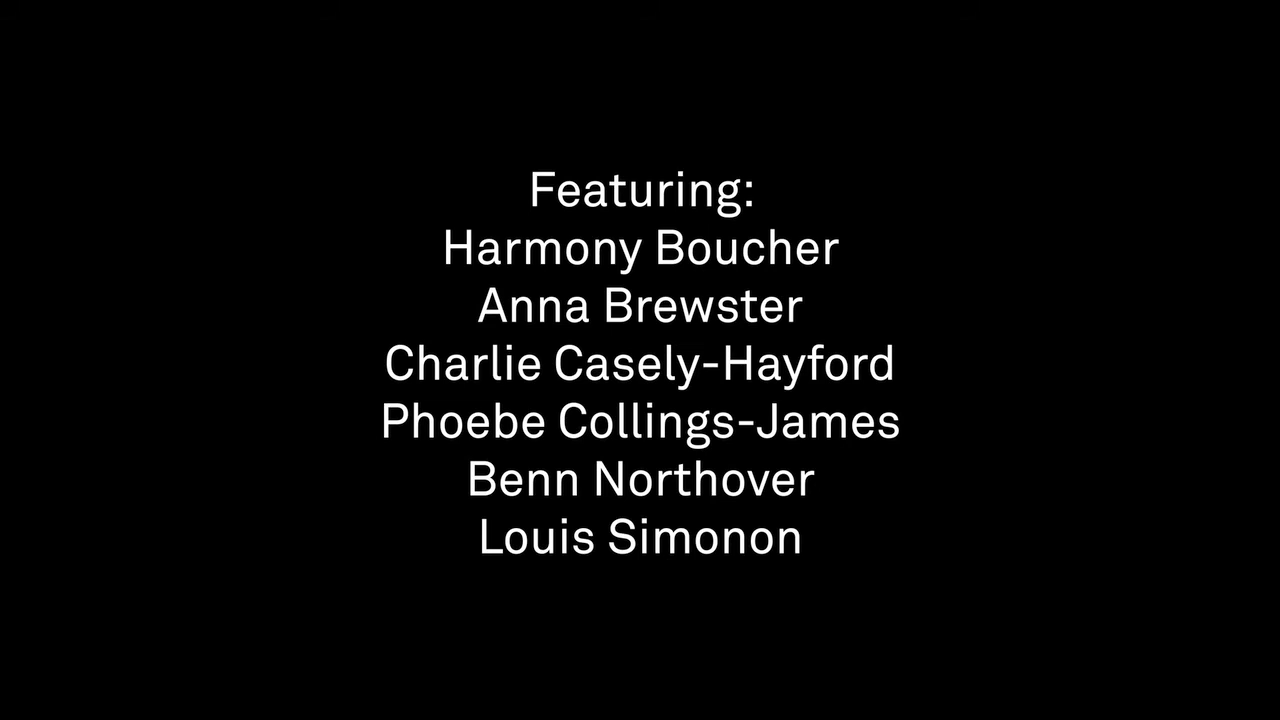 Featuring:
Harmony Boucher
Anna Brewster
Charlie Casely-Hayford
Phoebe Collings-James
Benn Northover
Louis Simonon